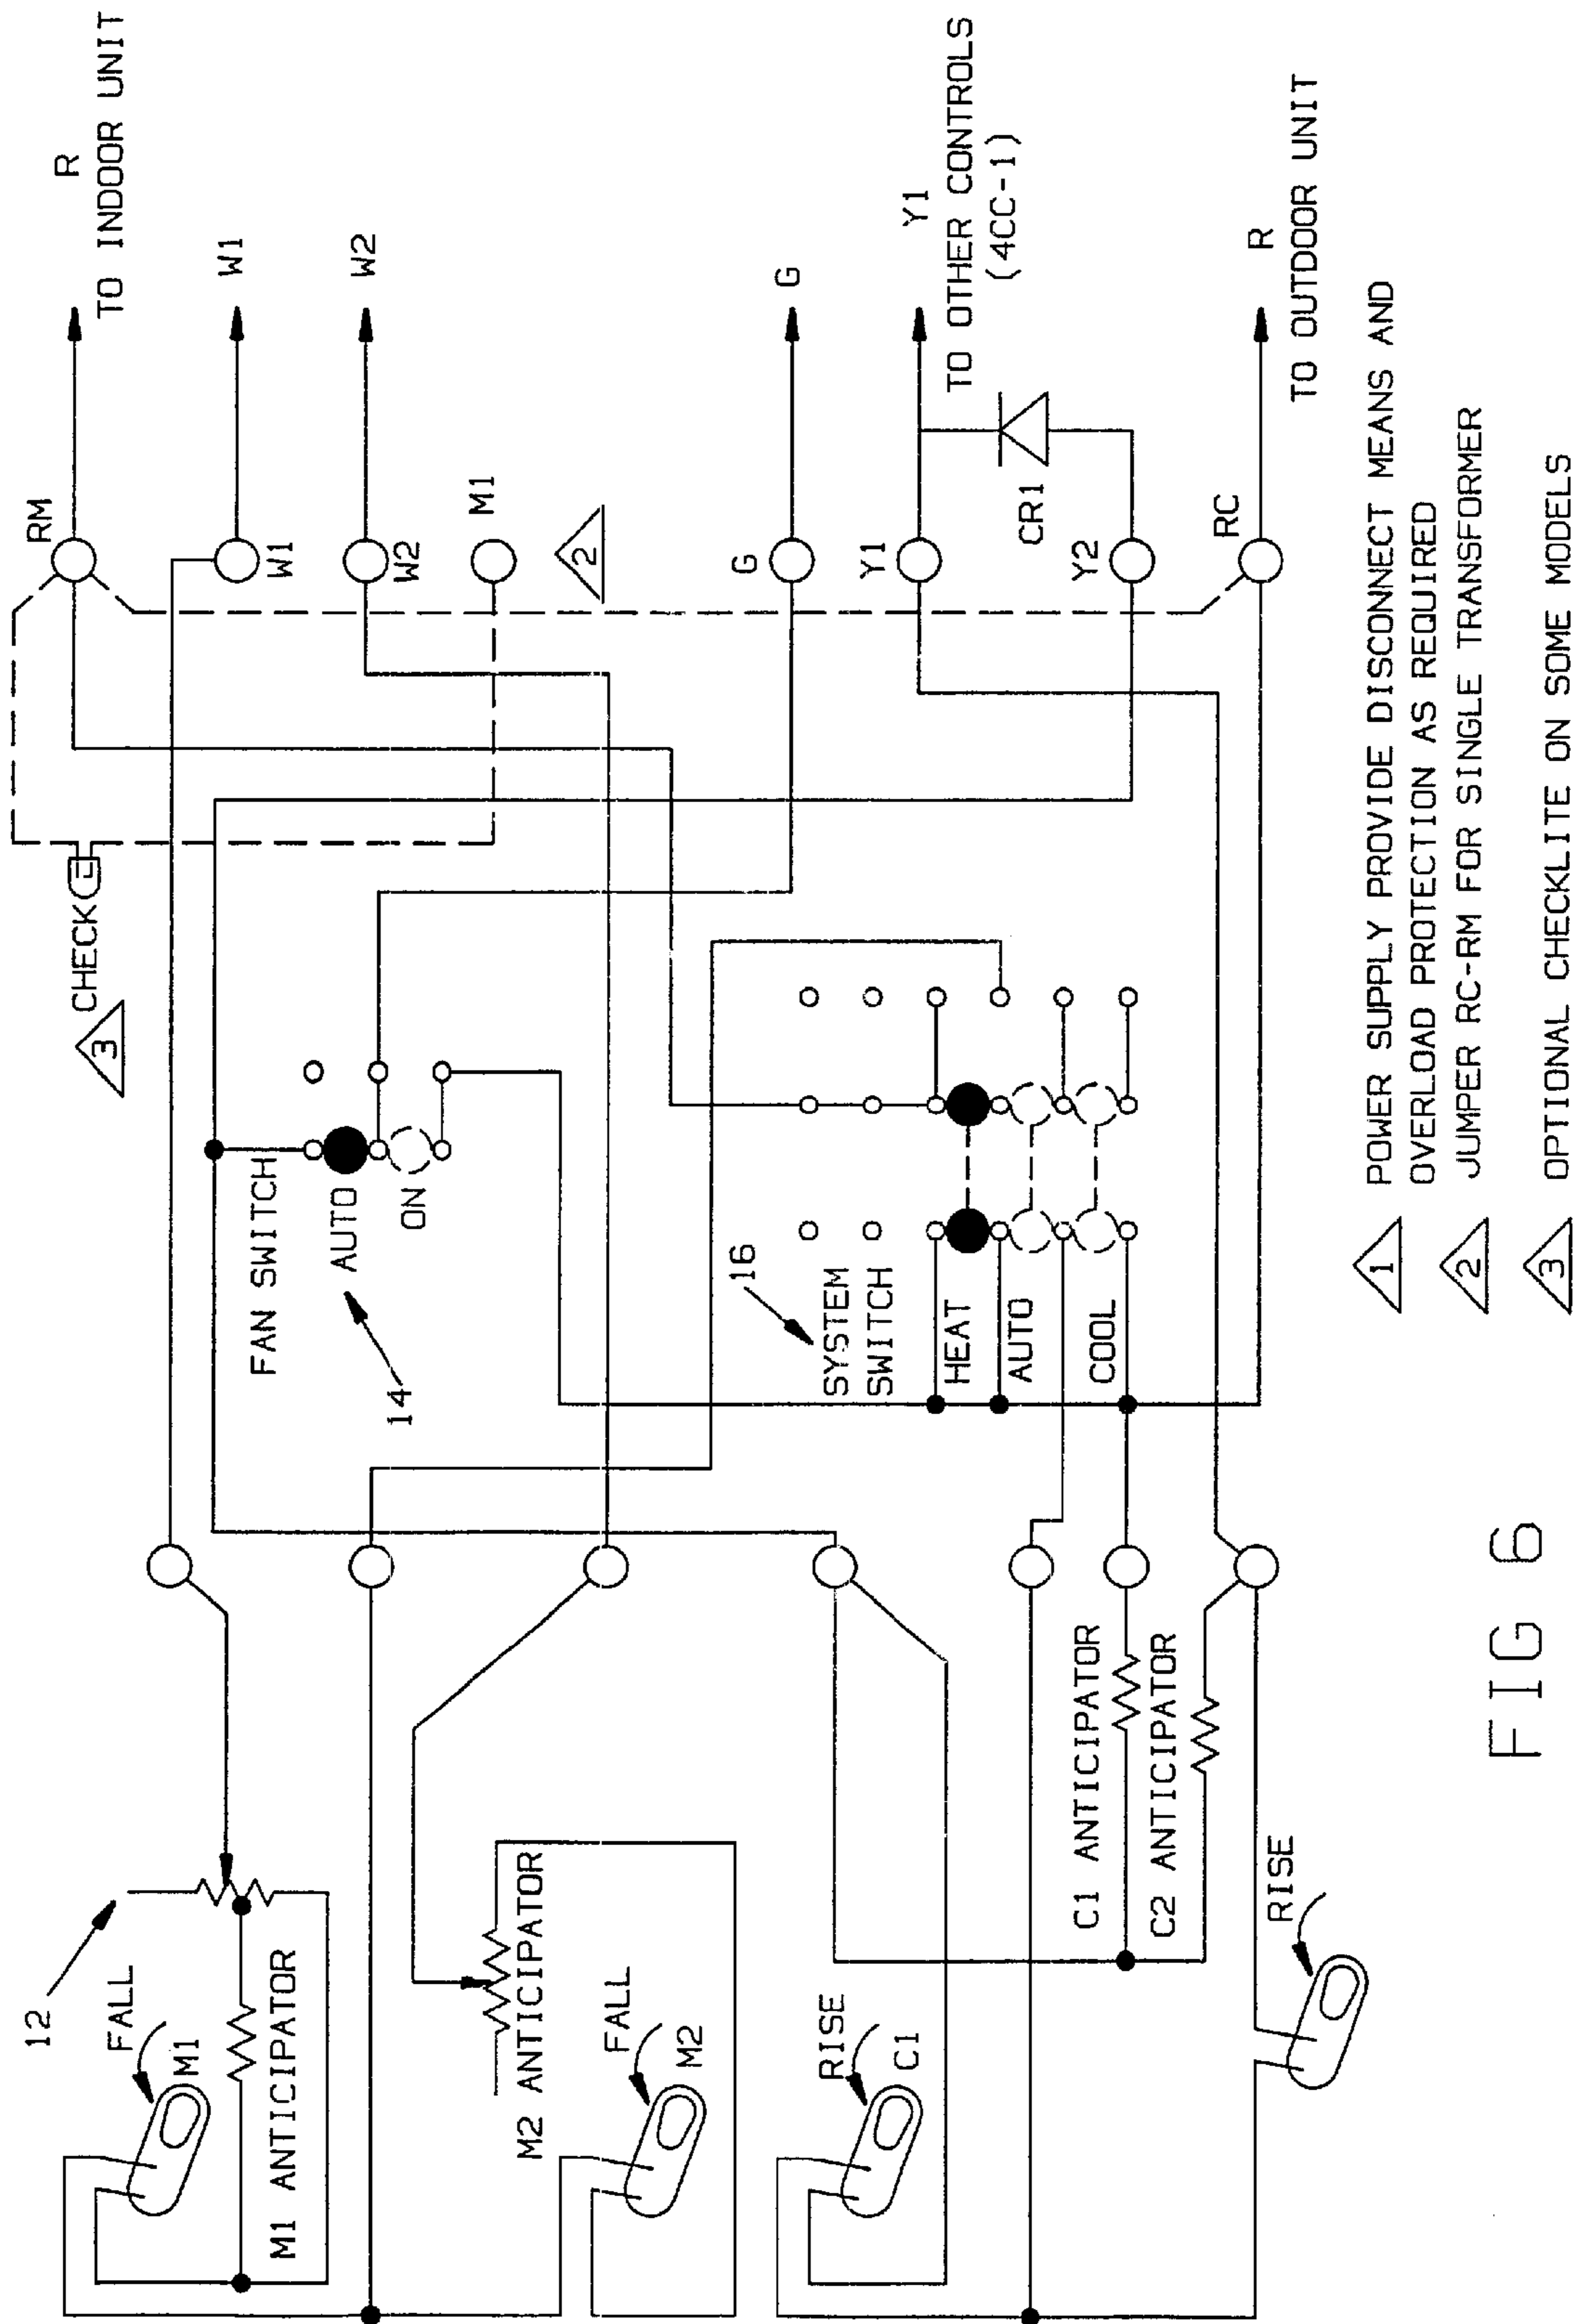 12
FALL
M1
M1 ANTICIPATOR
M2 ANTICIPATOR
FALL
M2
RISE
C1
C1 ANTICIPATOR
C2 ANTICIPATOR
RISE
3
CHECK
FAN SWITCH
AUTO
ON
14
16
SYSTEM
SWITCH
HEAT
AUTO
COOL
RM
R
TO INDOOR UNIT
W1
W1
W2
W2
M1
2
G
G
Y1
Y1
TO OTHER CONTROLS
(4CC-1)
CR1
Y2
RC
R
TO OUTDOOR UNIT
1
POWER SUPPLY PROVIDE DISCONNECT MEANS AND
OVERLOAD PROTECTION AS REQUIRED
2
JUMPER RC-RM FOR SINGLE TRANSFORMER
3
OPTIONAL CHECKLITE ON SOME MODELS
FIG 6